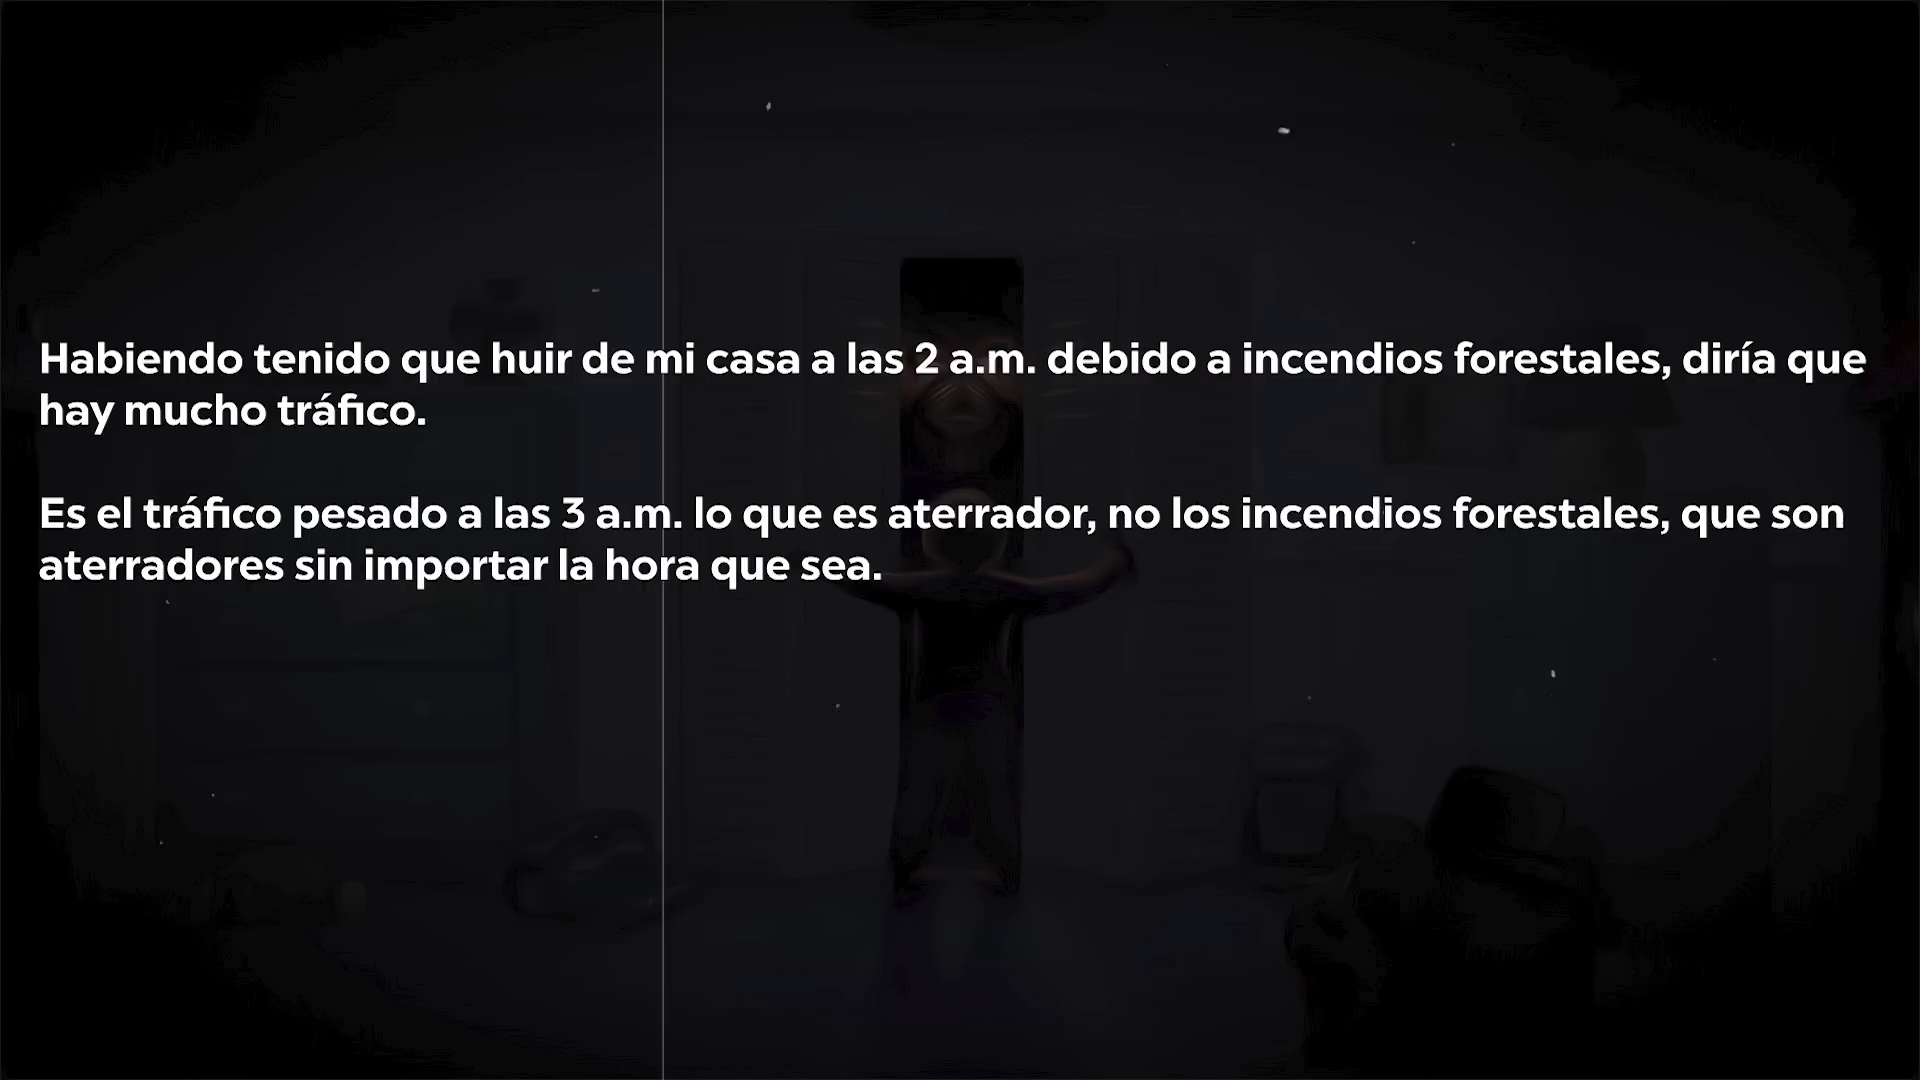 Habiendo tenido que huir de mi casa a las 2 a.m. debido a incendios forestales, diría que
hay mucho tráfico.
Es el tráfico pesado a las 3 a.m. lo que es aterrador, no los incendios forestales, que son
aterradores sin importar la hora que sea.